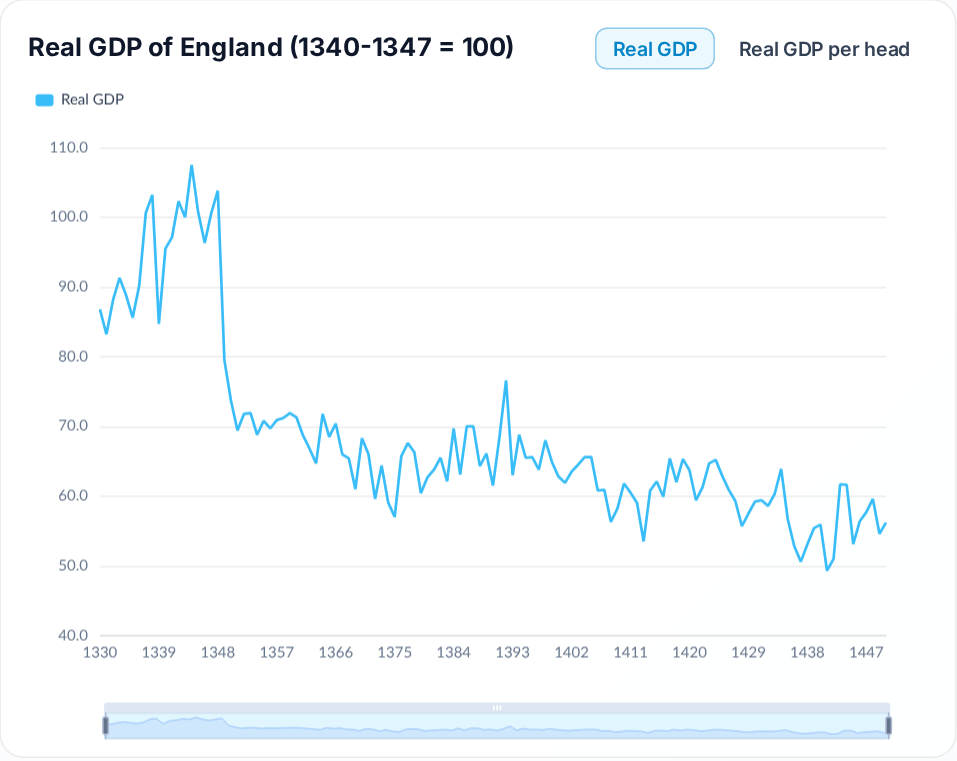 Real GDP of England (1340-1347 = 100) Real GDP Real GDP per head
Real GDP
110.0
100.0
90.0
80.0
70.0
60.0
50.0
40.0
1330 1339 1348 1357 1366 1375 1384 1393 1402 1411 1420 1429 1438 1447